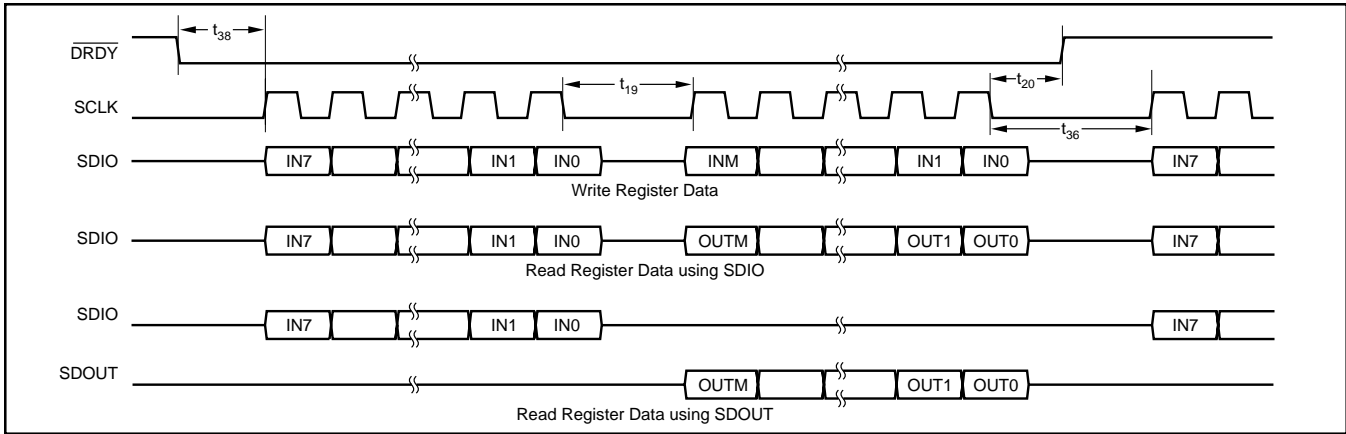 t38
DRDY
t19
t20
SCLK
t36
SDIO IN7 IN1 IN0 INM IN1 IN0 IN7
Write Register Data
SDIO IN7 IN1 IN0 OUTM OUT1 OUT0 IN7
Read Register Data using SDIO
SDIO IN7 IN1 IN0 IN7
SDOUT OUTM OUT1 OUT0
Read Register Data using SDOUT